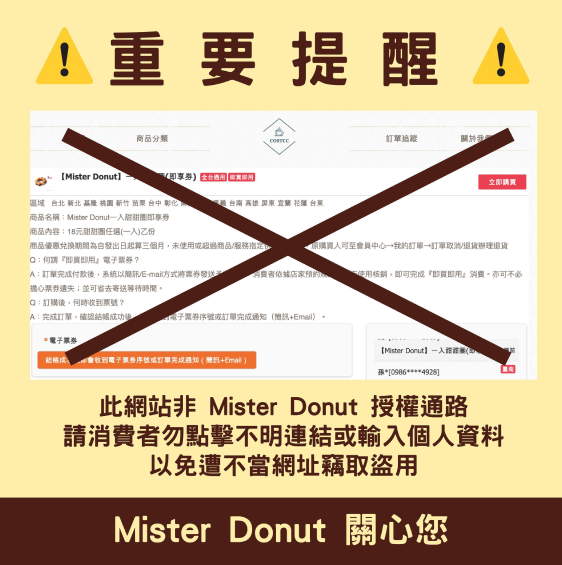 重要提醒
商品分類
COSTCC
訂單追蹤
關於我
【Mister Donut】一 (即享券) 全台適用 即買即用
立即購買
區域 台北 新北 基隆 桃園 新竹 苗栗 台中 彰化 嘉義 台南 高雄 屏東 宜蘭 花蓮 台東
商品名稱：Mister Donut一人甜甜圈即享券
商品內容：18元甜甜圈任選(一人)乙份
商品優惠兌換期間為自發出日起算三個月，未使用或超過商品/服務指定 原購買人可至會員中心→我的訂單→訂單取消/退貨辦理退貨
Q：何謂『即買即用』電子票券？
A：訂單完成付款後，系統以簡訊/E-mail方式將票券發送 消費者依據店家預約 使用核銷，即可完成『即買即用』消費。亦可不必
擔心票券遺失；並可省去寄送等待時間。
Q：訂購後，何時收到票號？
A：完成訂單，確認結帳成功後 電子票券序號或訂單完成通知（簡訊+Email）。
*電子票券
結帳成 會收到電子票券序號或訂單完成通知（簡訊+Email）
【Mister Donut】一人甜甜圈(即
孫*[0986****4928]
此網站非 Mister Donut 授權通路
請消費者勿點擊不明連結或輸入個人資料
以免遭不當網址竊取盜用
Mister Donut 關心您